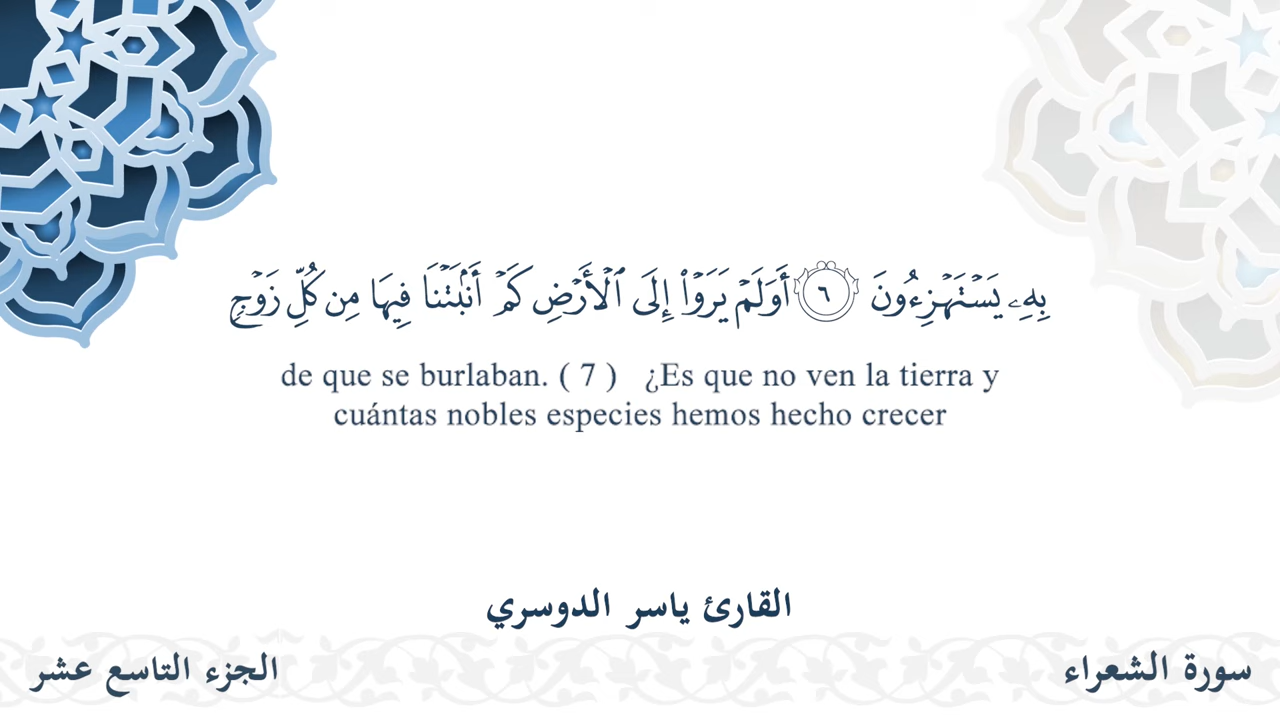 بِهِۦ يَسْتَهْزِءُونَ ٦ أَوَلَمْ يَرَوْا۟ إِلَى ٱلْأَرْضِ كَمْ أَنۢبَتْنَا فِيهَا مِن كُلِّ زَوْجٍ
de que se burlaban. ( 7 ) ¿Es que no ven la tierra y
cuántas nobles especies hemos hecho crecer
القارئ ياسر الدوسري
سورة الشعراء
الجزء التاسع عشر